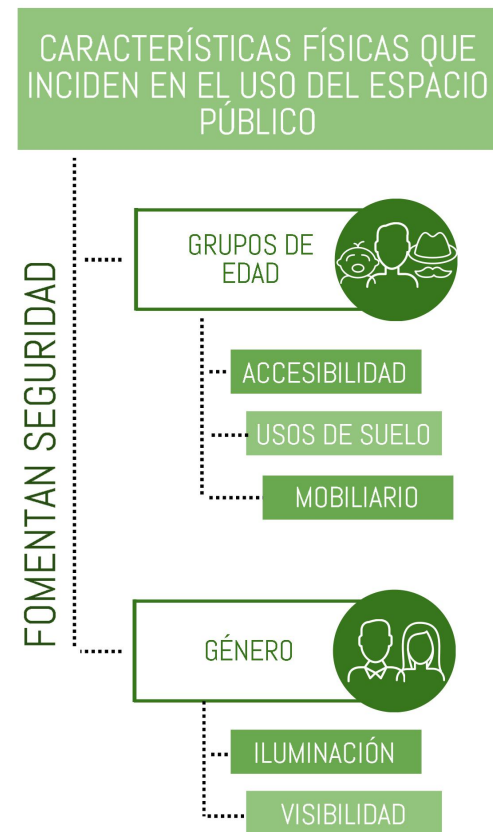 CARACTERÍSTICAS FÍSICAS QUE
INCIDEN EN EL USO DEL ESPACIO
PÚBLICO
FOMENTAN SEGURIDAD
GRUPOS DE
EDAD
ACCESIBILIDAD
USOS DE SUELO
MOBILIARIO
GÉNERO
ILUMINACIÓN
VISIBILIDAD